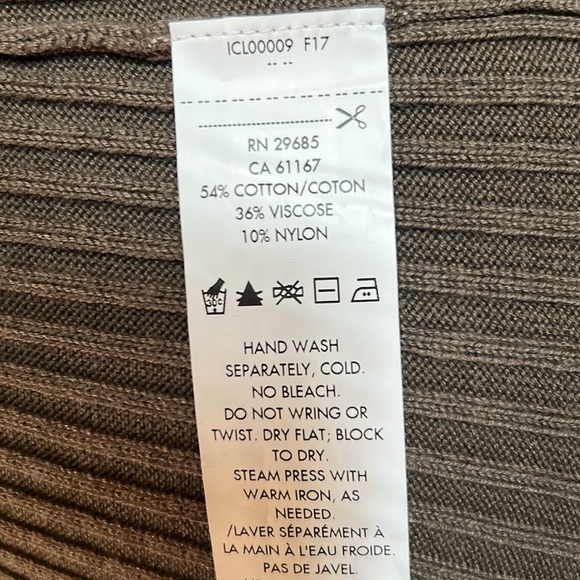 ICL00009 F17
-- --
RN 29685
CA 61167
54% COTTON/COTON
36% VISCOSE
10% NYLON
30c
HAND WASH
SEPARATELY, COLD.
NO BLEACH.
DO NOT WRING OR
TWIST. DRY FLAT; BLOCK
TO DRY.
STEAM PRESS WITH
WARM IRON, AS
NEEDED.
/LAVER SÉPARÉMENT À
LA MAIN À L'EAU FROIDE.
PAS DE JAVEL.